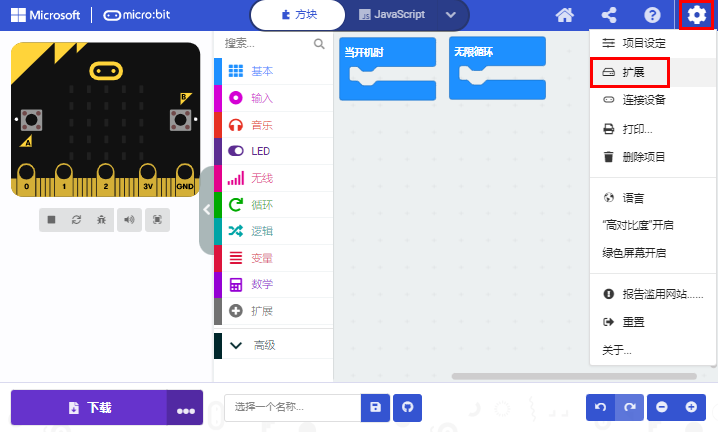 Microsoft micro:bit 方块 JavaScript
搜索...
基本
输入
音乐
LED
无线
循环
逻辑
变量
数学
扩展
高级
当开机时
无限循环
项目设定
扩展
连接设备
打印...
删除项目
语言
“高对比度”开启
绿色屏幕开启
报告滥用网站......
重置
关于...
B
A
0 1 2 3V GND
下载
选择一个名称...